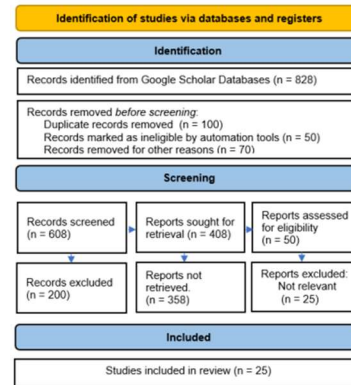 Identification of studies via databases and registers
Identification
Records identified from Google Scholar Databases (n = 828)
Records removed before screening:
Duplicate records removed (n = 100)
Records marked as ineligible by automation tools (n = 50)
Records removed for other reasons (n = 70)
Screening
Records screened
(n = 608)
Reports sought for
retrieval (n = 408)
Reports assessed
for eligibility
(n = 50)
Records excluded
(n = 200)
Reports not
retrieved.
(n = 358)
Reports excluded:
Not relevant
(n = 25)
Included
Studies included in review (n = 25)